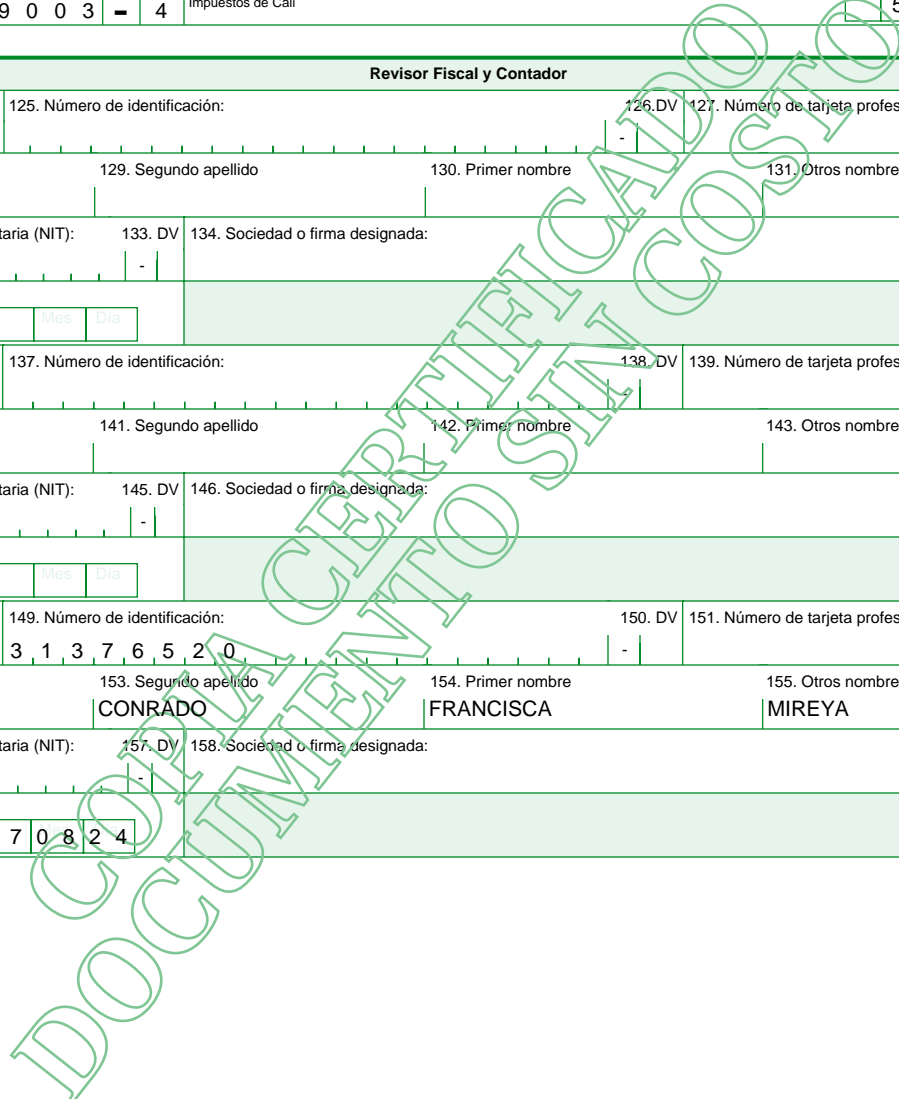 9 0 0 3 - 4 Impuestos de Cali 5
Revisor Fiscal y Contador
125. Número de identificación: 126.DV 127. Número de tarjeta profes
-
129. Segundo apellido 130. Primer nombre 131. Otros nombre
taria (NIT): 133. DV 134. Sociedad o firma designada:
-
Mes Día
137. Número de identificación: 138. DV 139. Número de tarjeta profes
-
141. Segundo apellido 142. Primer nombre 143. Otros nombre
taria (NIT): 145. DV 146. Sociedad o firma designada:
-
Mes Día
149. Número de identificación: 150. DV 151. Número de tarjeta profes
3 1 3 7 6 5 2 0 -
153. Segundo apellido 154. Primer nombre 155. Otros nombre
CONRADO FRANCISCA MIREYA
taria (NIT): 157. DV 158. Sociedad o firma designada:
-
7 0 8 2 4
COPIA CERTIFICADO
DOCUMENTO SIN COSTO